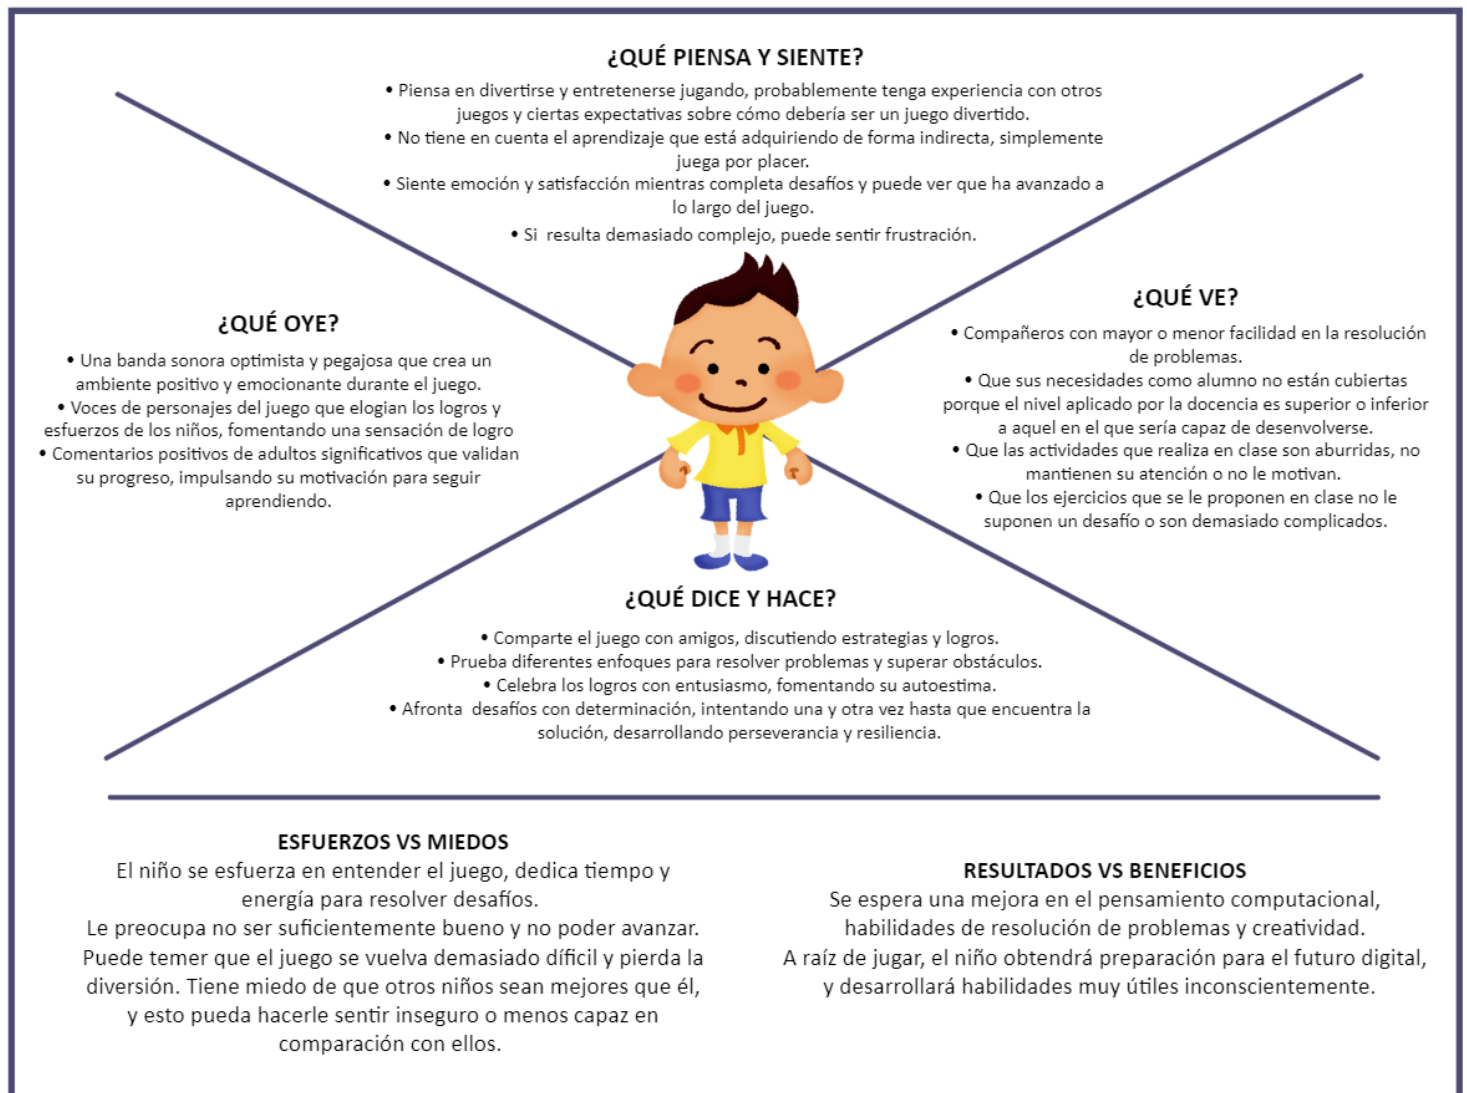 ¿QUÉ PIENSA Y SIENTE?
• Piensa en divertirse y entretenerse jugando, probablemente tenga experiencia con otros
juegos y ciertas expectativas sobre cómo debería ser un juego divertido.
• No tiene en cuenta el aprendizaje que está adquiriendo de forma indirecta, simplemente
juega por placer.
• Siente emoción y satisfacción mientras completa desafíos y puede ver que ha avanzado a
lo largo del juego.
• Si resulta demasiado complejo, puede sentir frustración.
¿QUÉ OYE?
• Una banda sonora optimista y pegajosa que crea un
ambiente positivo y emocionante durante el juego.
• Voces de personajes del juego que elogian los logros y
esfuerzos de los niños, fomentando una sensación de logro
• Comentarios positivos de adultos significativos que validan
su progreso, impulsando su motivación para seguir
aprendiendo.
¿QUÉ VE?
• Compañeros con mayor o menor facilidad en la resolución
de problemas.
• Que sus necesidades como alumno no están cubiertas
porque el nivel aplicado por la docencia es superior o inferior
a aquel en el que sería capaz de desenvolverse.
• Que las actividades que realiza en clase son aburridas, no
mantienen su atención o no le motivan.
• Que los ejercicios que se le proponen en clase no le
suponen un desafío o son demasiado complicados.
¿QUÉ DICE Y HACE?
• Comparte el juego con amigos, discutiendo estrategias y logros.
• Prueba diferentes enfoques para resolver problemas y superar obstáculos.
• Celebra los logros con entusiasmo, fomentando su autoestima.
• Afronta desafíos con determinación, intentando una y otra vez hasta que encuentra la
solución, desarrollando perseverancia y resiliencia.
ESFUERZOS VS MIEDOS
El niño se esfuerza en entender el juego, dedica tiempo y
energía para resolver desafíos.
Le preocupa no ser suficientemente bueno y no poder avanzar.
Puede temer que el juego se vuelva demasiado díficil y pierda la
diversión. Tiene miedo de que otros niños sean mejores que él,
y esto pueda hacerle sentir inseguro o menos capaz en
comparación con ellos.
RESULTADOS VS BENEFICIOS
Se espera una mejora en el pensamiento computacional,
habilidades de resolución de problemas y creatividad.
A raíz de jugar, el niño obtendrá preparación para el futuro digital,
y desarrollará habilidades muy útiles inconscientemente.